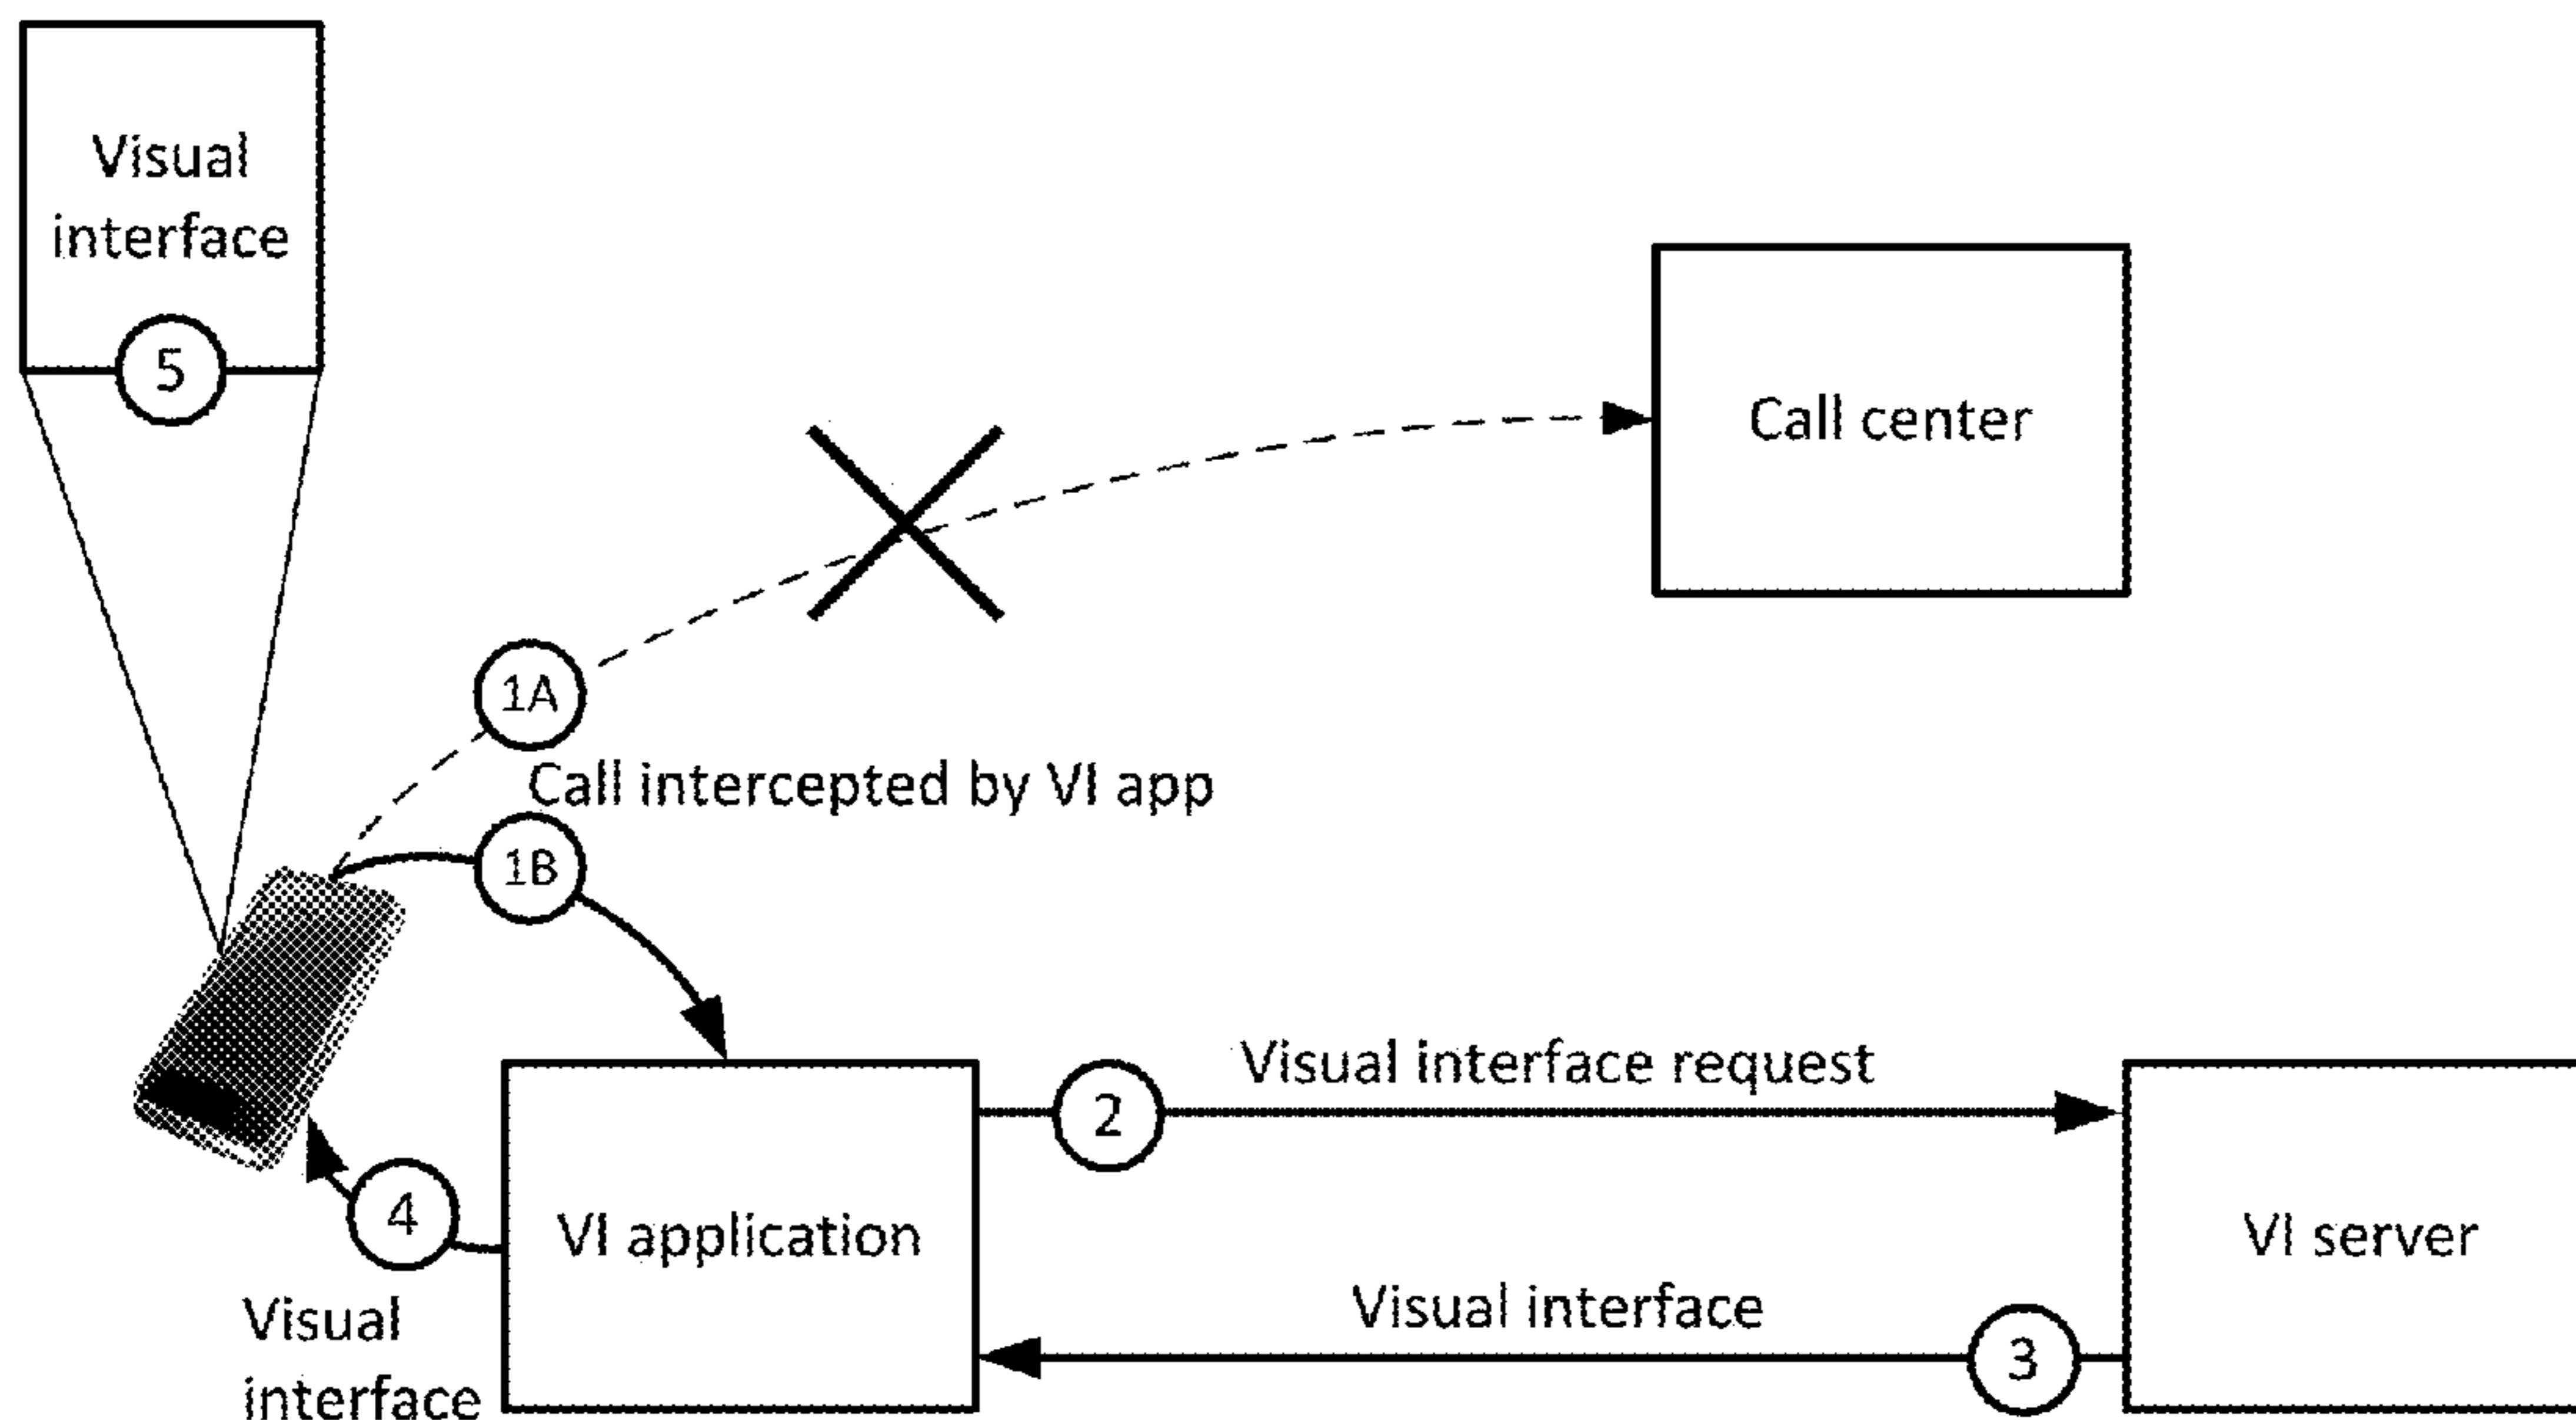 Visual
interface
5
Call center
1A
Call intercepted by VI app
1B
2
Visual interface request
4
VI application
VI server
Visual interface
3
Visual
interface